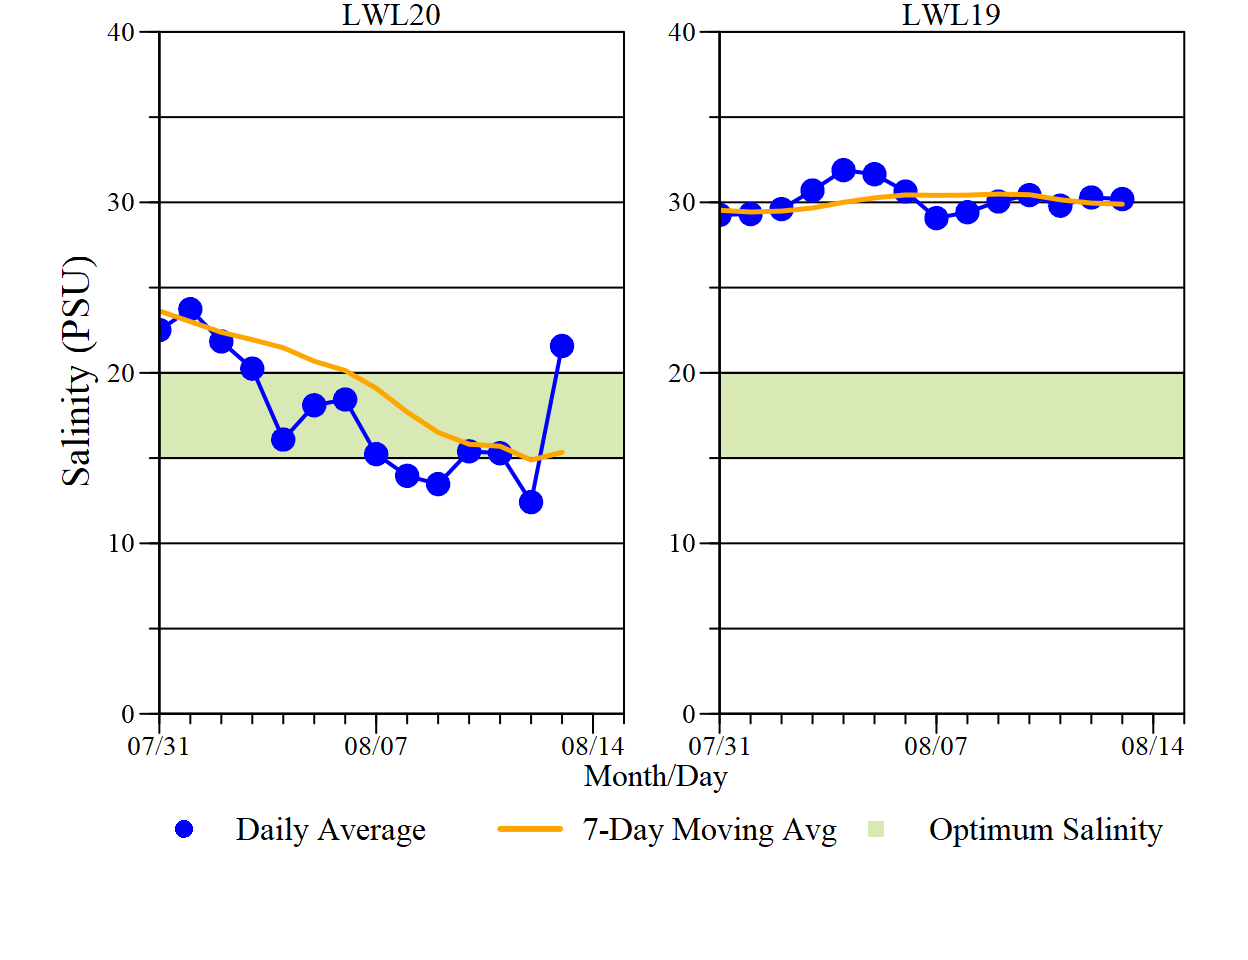 LWL20 LWL19
40 40
30 30
20 20
10 10
0 0
Salinity (PSU)
07/31 08/07 08/14 07/31 08/07 08/14
Month/Day
Daily Average 7-Day Moving Avg Optimum Salinity